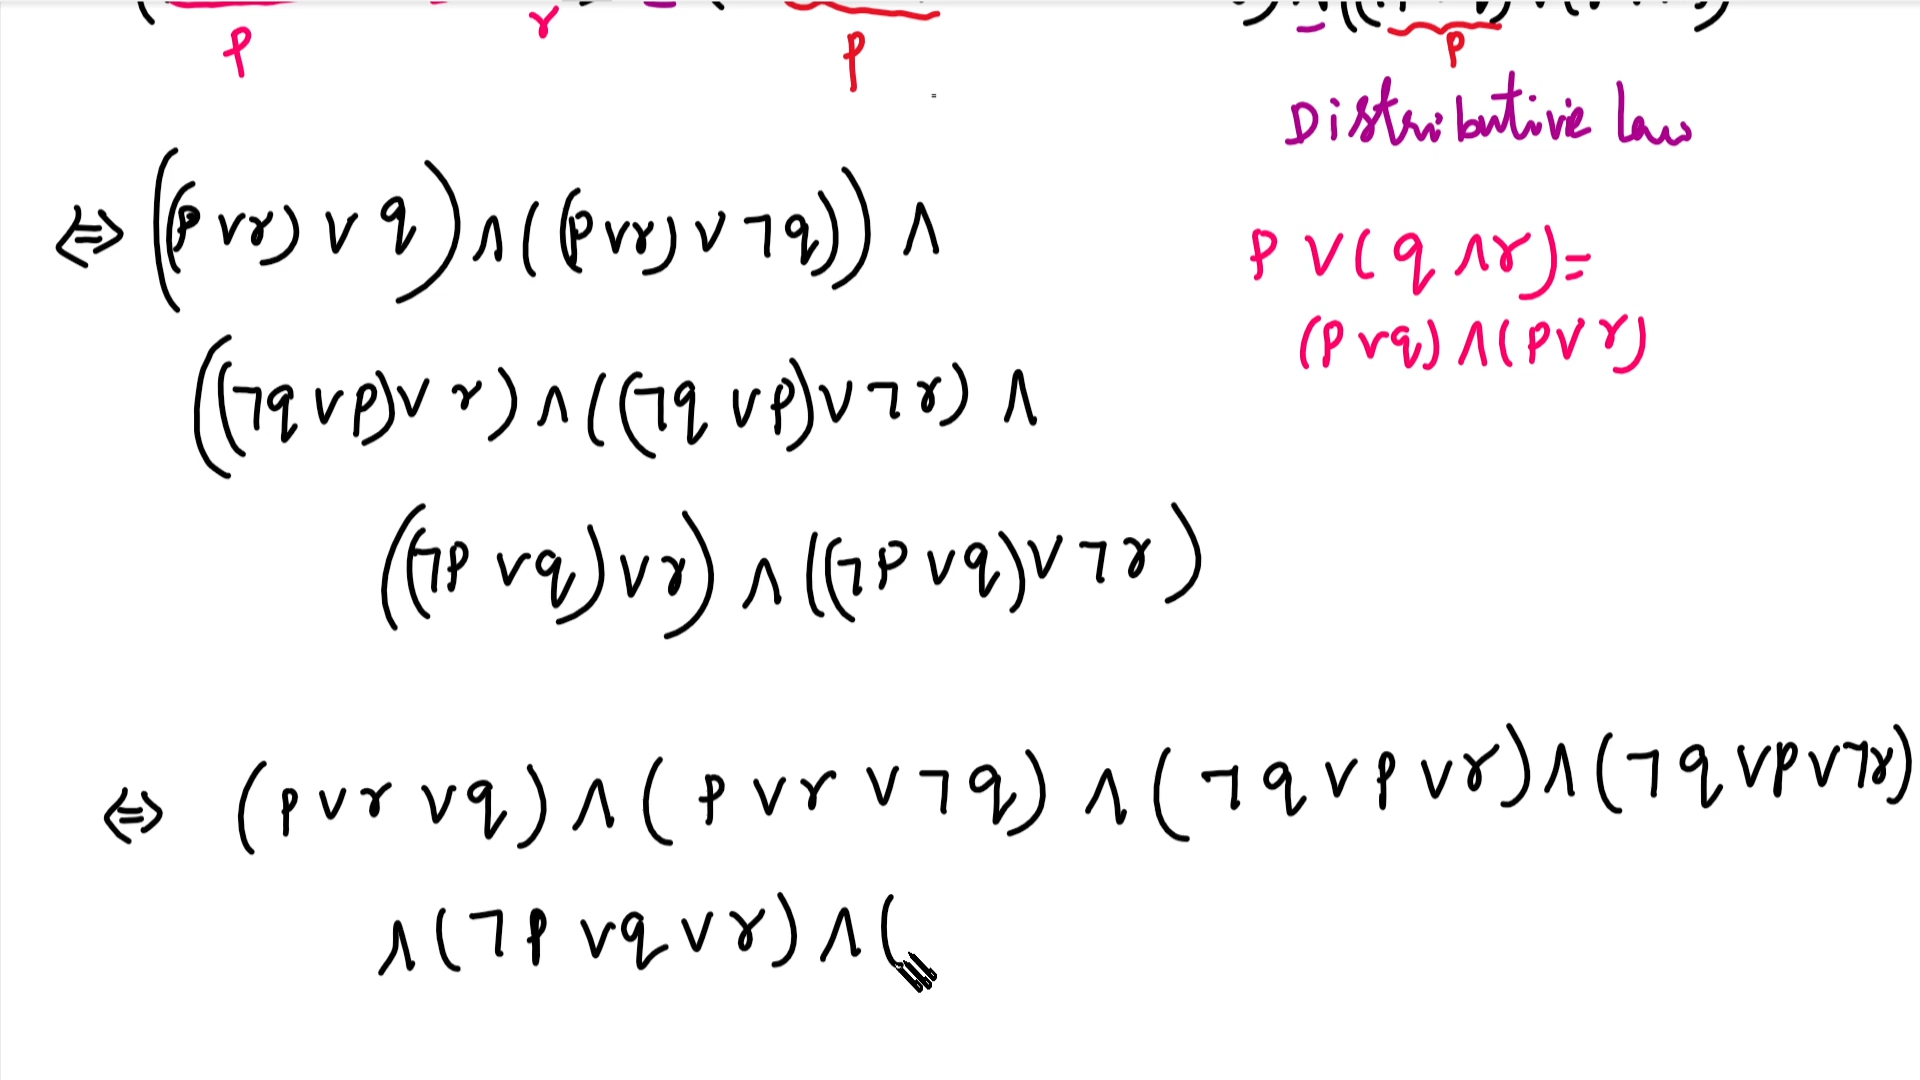 p r p p
Distributive law
⇔ ((p ∨ r) ∨ q) ∧ ((p ∨ r) ∨ ¬q)) ∧
p ∨ (q ∧ r) =
(p ∨ q) ∧ (p ∨ r)
((¬q ∨ p) ∨ r) ∧ ((¬q ∨ p) ∨ ¬r) ∧
((¬p ∨ q) ∨ r) ∧ ((¬p ∨ q) ∨ ¬r)
⇔ (p ∨ r ∨ q) ∧ (p ∨ r ∨ ¬q) ∧ (¬q ∨ p ∨ r) ∧ (¬q ∨ p ∨ ¬r)
∧ (¬p ∨ q ∨ r) ∧ (